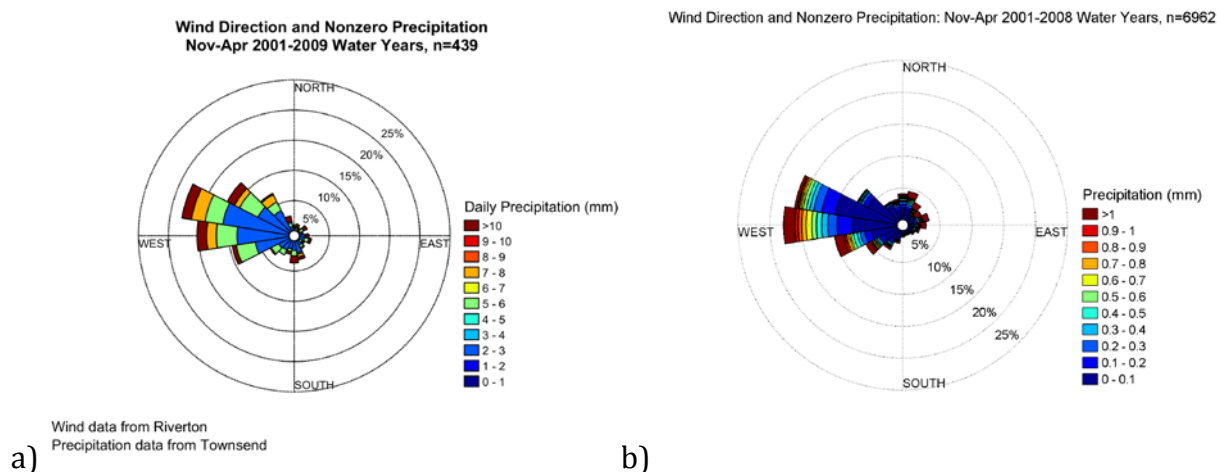 Wind Direction and Nonzero Precipitation
Nov-Apr 2001-2009 Water Years, n=439
NORTH
25%
20%
15%
10%
5%
WEST
EAST
SOUTH
Daily Precipitation (mm)
>10
9 - 10
8 - 9
7 - 8
6 - 7
5 - 6
4 - 5
3 - 4
2 - 3
1 - 2
0 - 1
Wind data from Riverton
Precipitation data from Townsend
a)
Wind Direction and Nonzero Precipitation: Nov-Apr 2001-2008 Water Years, n=6962
NORTH
WEST
EAST
5%
10%
15%
20%
25%
SOUTH
Precipitation (mm)
>1
0.9 - 1
0.8 - 0.9
0.7 - 0.8
0.6 - 0.7
0.5 - 0.6
0.4 - 0.5
0.3 - 0.4
0.2 - 0.3
0.1 - 0.2
0 - 0.1
b)